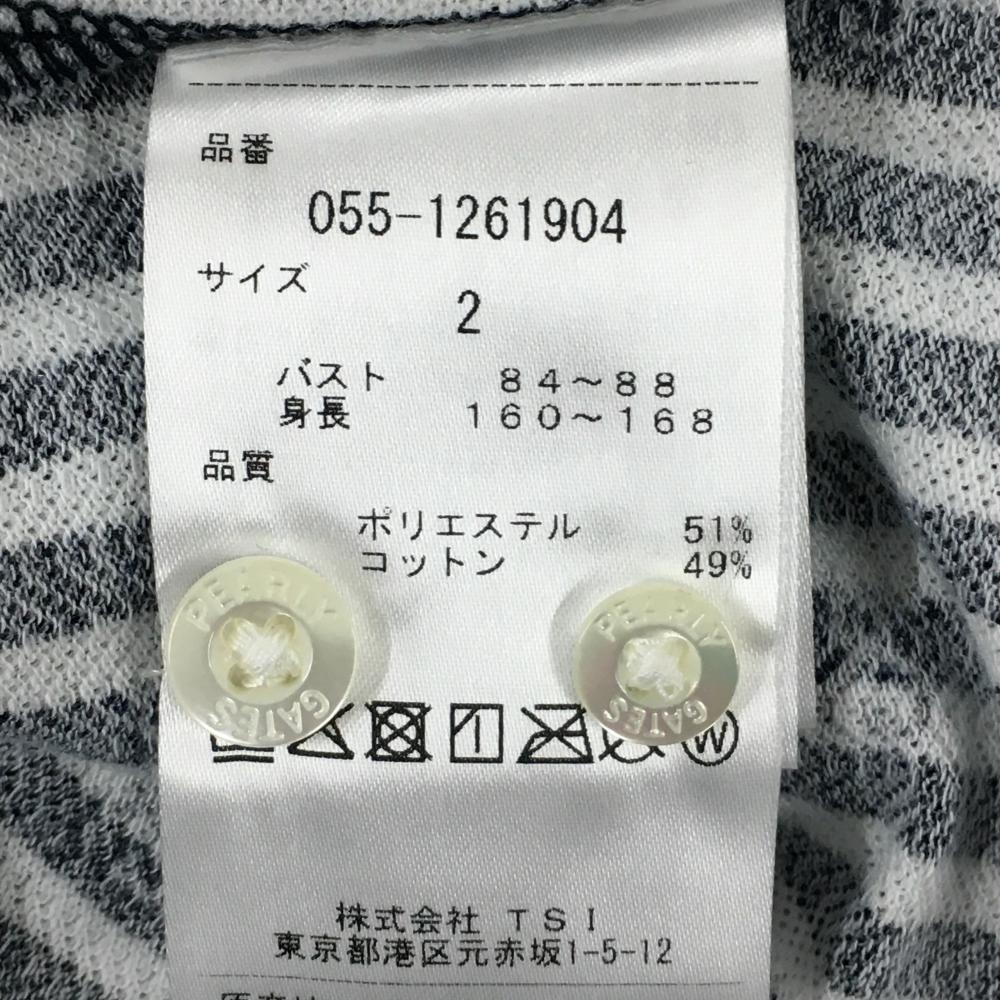 品番
055-1261904
サイズ
2
バスト 84~88
身長 160~168
品質
ポリエステル 51%
コットン 49%
PEARLY GATES
PEARLY GATES
W
株式会社 TSI
東京都港区元赤坂1-5-12